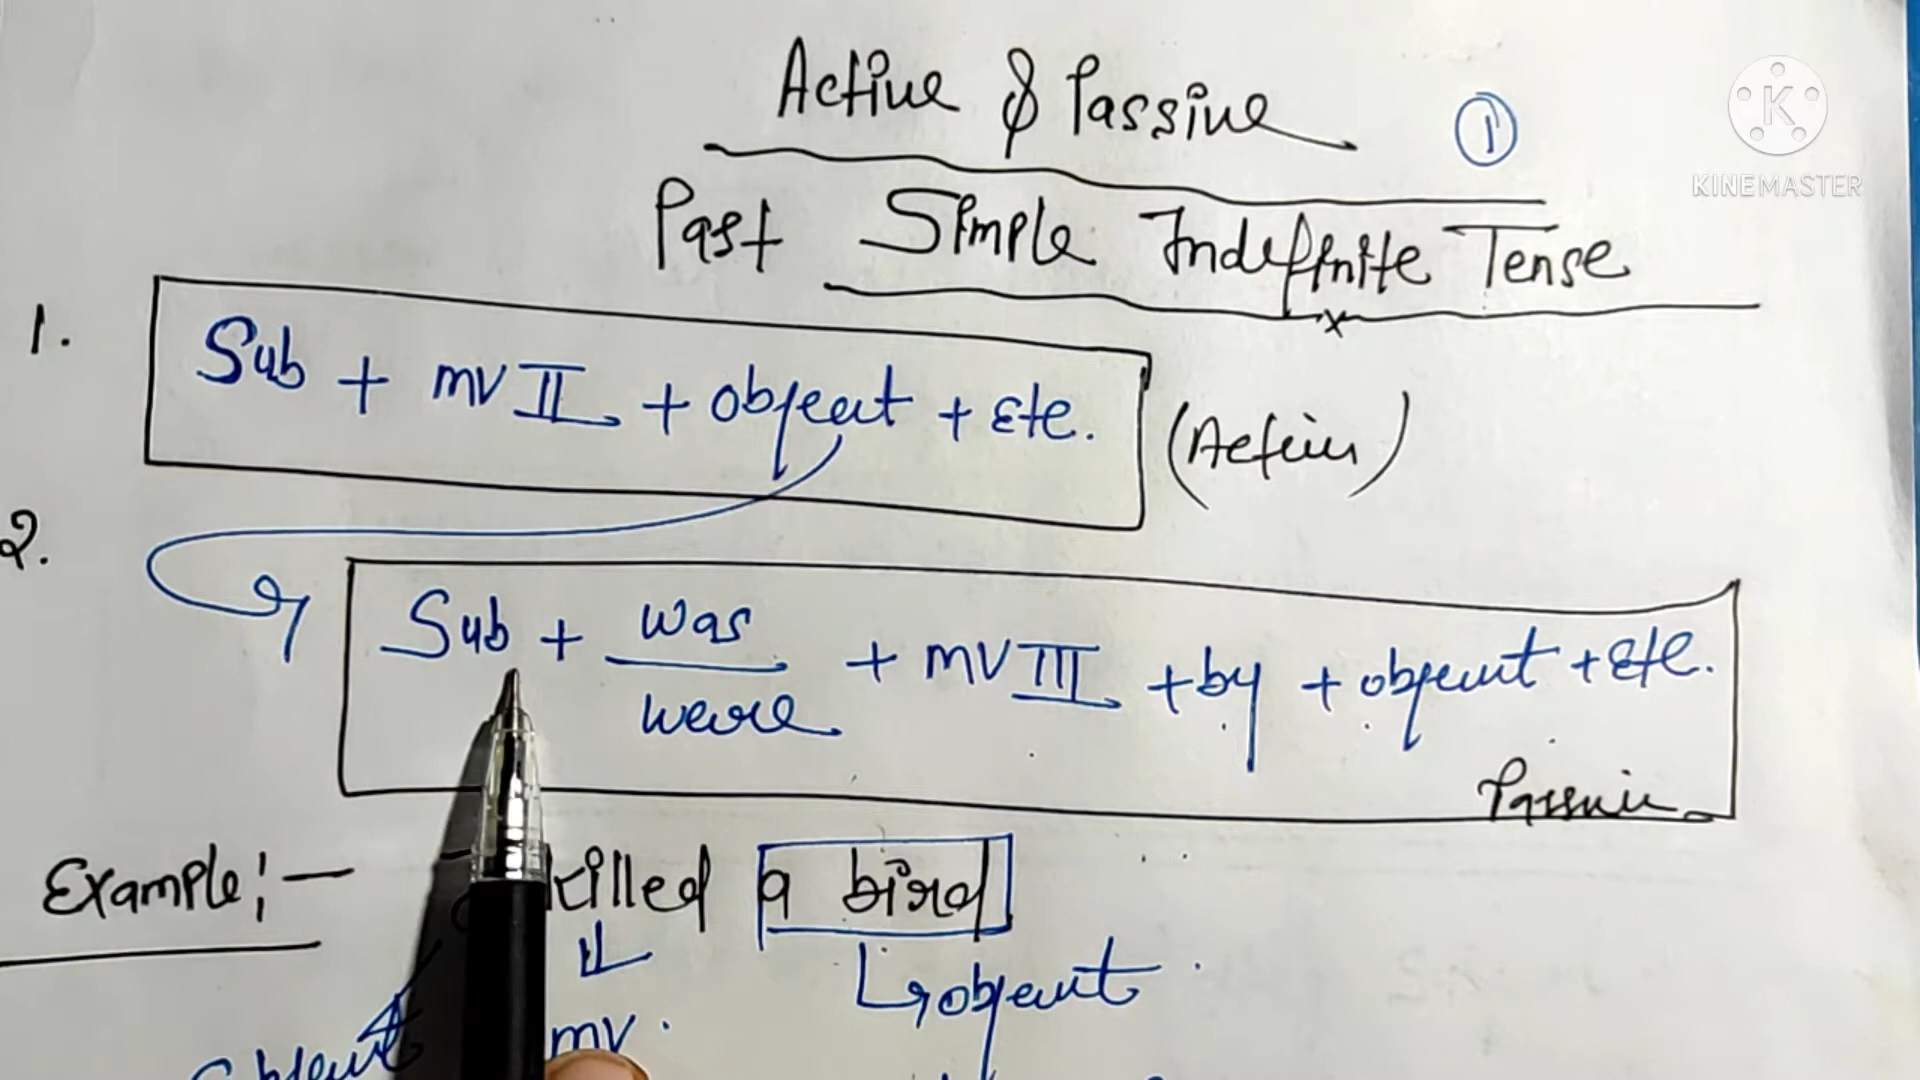 Active & Passive
1
KINEMASTER
Past Simple Indefinite Tense
1.
Sub + mv II + object + Etc.
(Active)
2.
Sub + was/were + mv III + by + object + Etc.
Passive
Example:- killed a bird
object
mv.